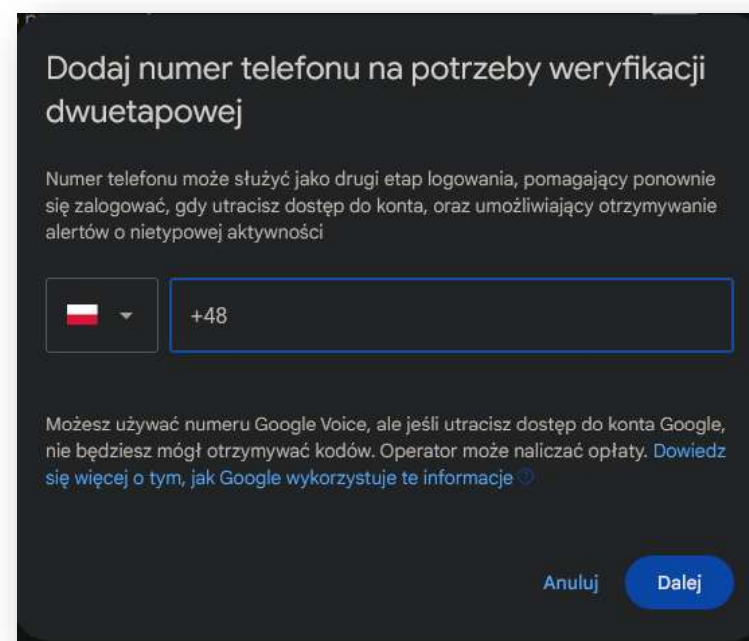 Dodaj numer telefonu na potrzeby weryfikacji
dwuetapowej
Numer telefonu może służyć jako drugi etap logowania, pomagający ponownie
się zalogować, gdy utracisz dostęp do konta, oraz umożliwiający otrzymywanie
alertów o nietypowej aktywności
+48
Możesz używać numeru Google Voice, ale jeśli utracisz dostęp do konta Google,
nie będziesz mógł otrzymywać kodów. Operator może naliczać opłaty. Dowiedz
się więcej o tym, jak Google wykorzystuje te informacje
Anuluj Dalej